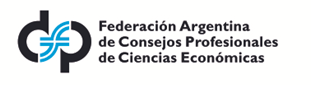 Federación Argentina
de Consejos Profesionales
de Ciencias Económicas